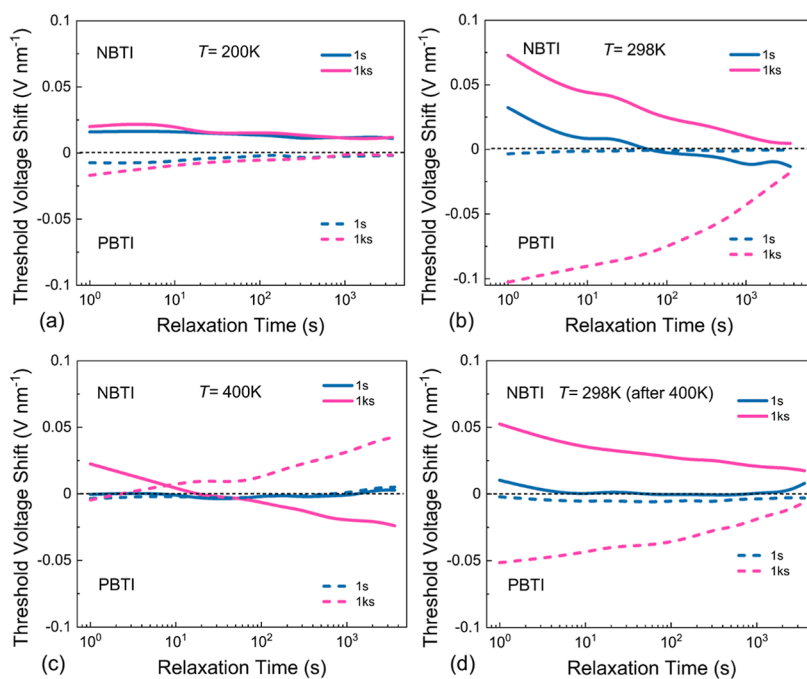 0.1
0.05
0
-0.05
-0.1
Threshold Voltage Shift (V nm⁻¹)
NBTI
T= 200K
1s
1ks
PBTI
1s
1ks
10⁰ 10¹ 10² 10³
Relaxation Time (s)
(a)
0.1
0.05
0
-0.05
-0.1
Threshold Voltage Shift (V nm⁻¹)
NBTI
T= 298K
1s
1ks
PBTI
1s
1ks
10⁰ 10¹ 10² 10³
Relaxation Time (s)
(b)
0.1
0.05
0
-0.05
-0.1
Threshold Voltage Shift (V nm⁻¹)
NBTI
T= 400K
1s
1ks
PBTI
1s
1ks
10⁰ 10¹ 10² 10³
Relaxation Time (s)
(c)
0.1
0.05
0
-0.05
-0.1
Threshold Voltage Shift (V nm⁻¹)
NBTI
T= 298K (after 400K)
1s
1ks
PBTI
1s
1ks
10⁰ 10¹ 10² 10³
Relaxation Time (s)
(d)